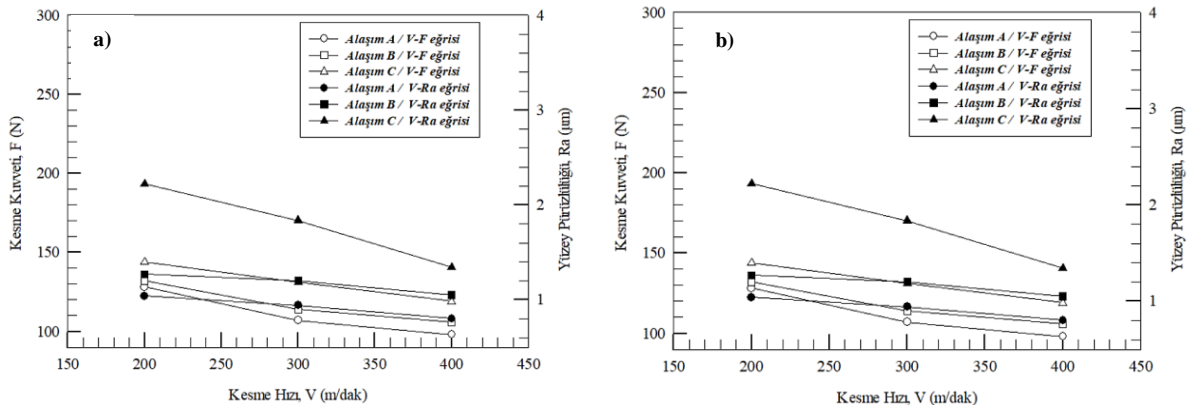 a)
Kesme Kuvveti, F (N)
300
250
200
150
100
Alaşım A / V-F eğrisi
Alaşım B / V-F eğrisi
Alaşım C / V-F eğrisi
Alaşım A / V-Ra eğrisi
Alaşım B / V-Ra eğrisi
Alaşım C / V-Ra eğrisi
4
3
2
1
Yüzey Pürüzlülüğü, Ra (µm)
150 200 250 300 350 400 450
Kesme Hızı, V (m/dak)
b)
Kesme Kuvveti, F (N)
300
250
200
150
100
Alaşım A / V-F eğrisi
Alaşım B / V-F eğrisi
Alaşım C / V-F eğrisi
Alaşım A / V-Ra eğrisi
Alaşım B / V-Ra eğrisi
Alaşım C / V-Ra eğrisi
4
3
2
1
Yüzey Pürüzlülüğü, Ra (µm)
150 200 250 300 350 400 450
Kesme Hızı, V (m/dak)